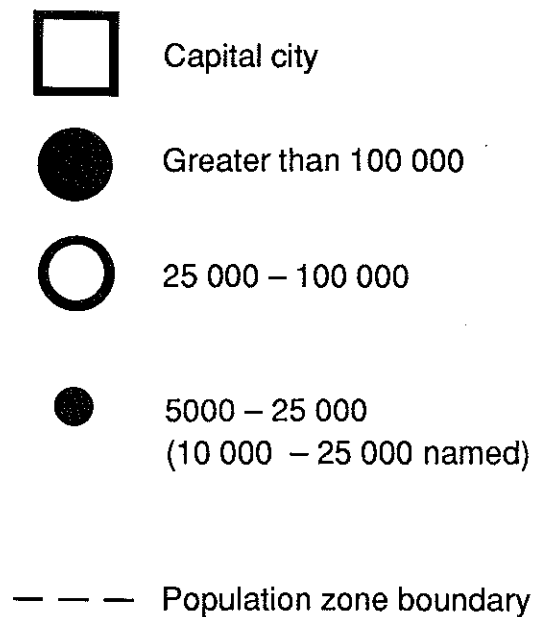 Capital city
Greater than 100 000
25 000 – 100 000
5000 – 25 000
(10 000 – 25 000 named)
Population zone boundary